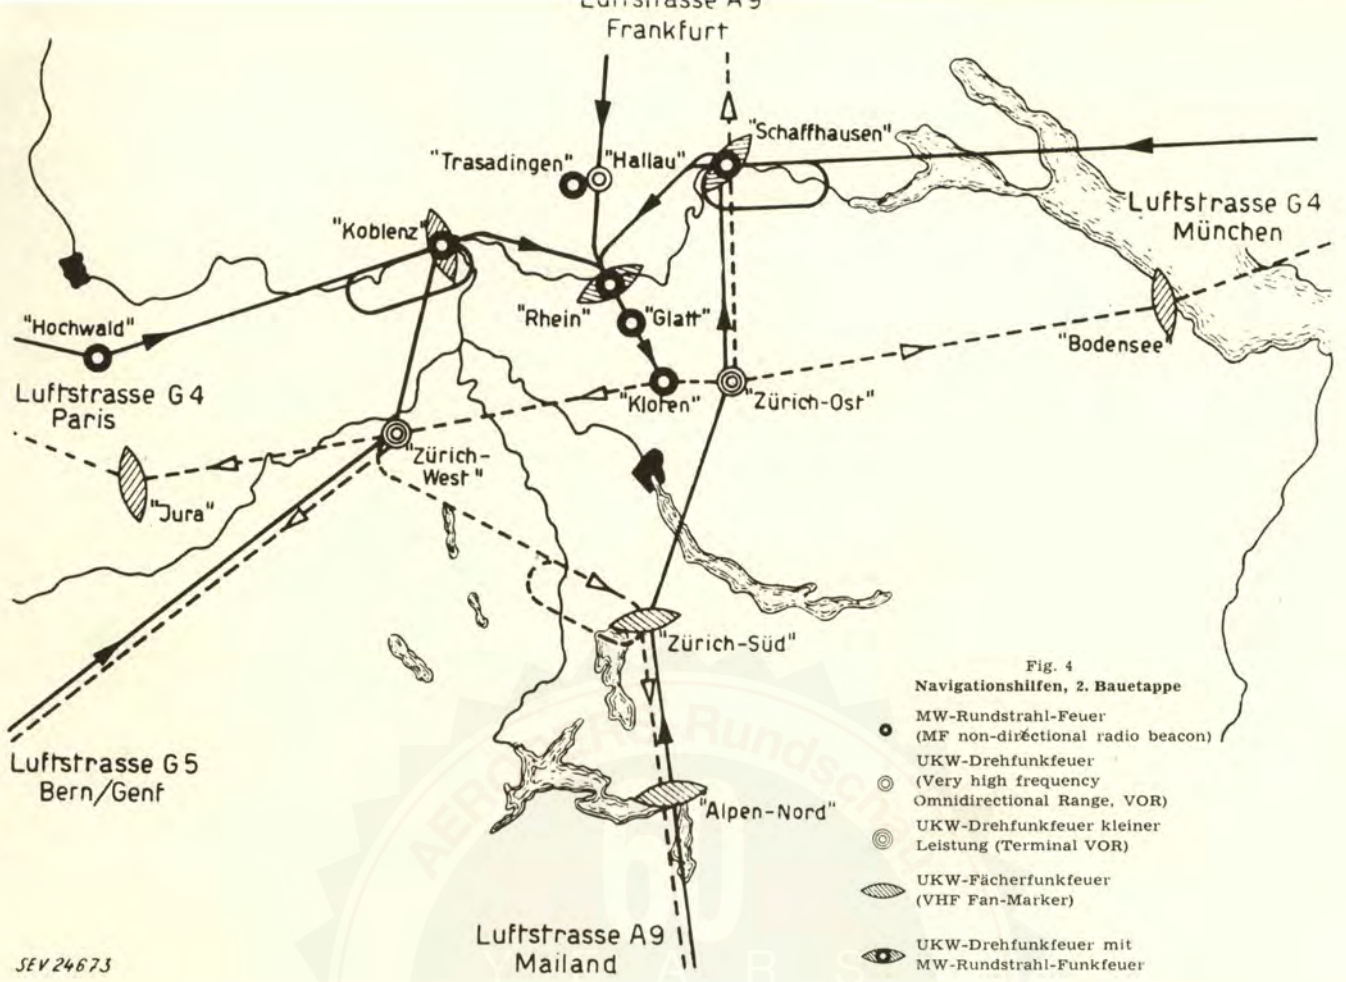 Luftstrasse A9
Frankfurt
"Schaffhausen"
"Trasadingen"
"Hallau"
Luftstrasse G4
München
"Koblenz"
"Hochwald"
"Rhein"
"Glatt"
"Bodensee"
Luftstrasse G4
Paris
"Kloten"
"Zürich-Ost"
"Zürich-
West"
"Jura"
"Zürich-Süd"
Luftstrasse G5
Bern/Genf
"Alpen-Nord"
Luftstrasse A9
Mailand
Fig. 4
Navigationshilfen, 2. Bauetappe
MW-Rundstrahl-Feuer
(MF non-directional radio beacon)
UKW-Drehfunkfeuer
(Very high frequency
Omnidirectional Range, VOR)
UKW-Drehfunkfeuer kleiner
Leistung (Terminal VOR)
UKW-Fächerfunkfeuer
(VHF Fan-Marker)
UKW-Drehfunkfeuer mit
MW-Rundstrahl-Funkfeuer
SEV 24673
60
YEARS